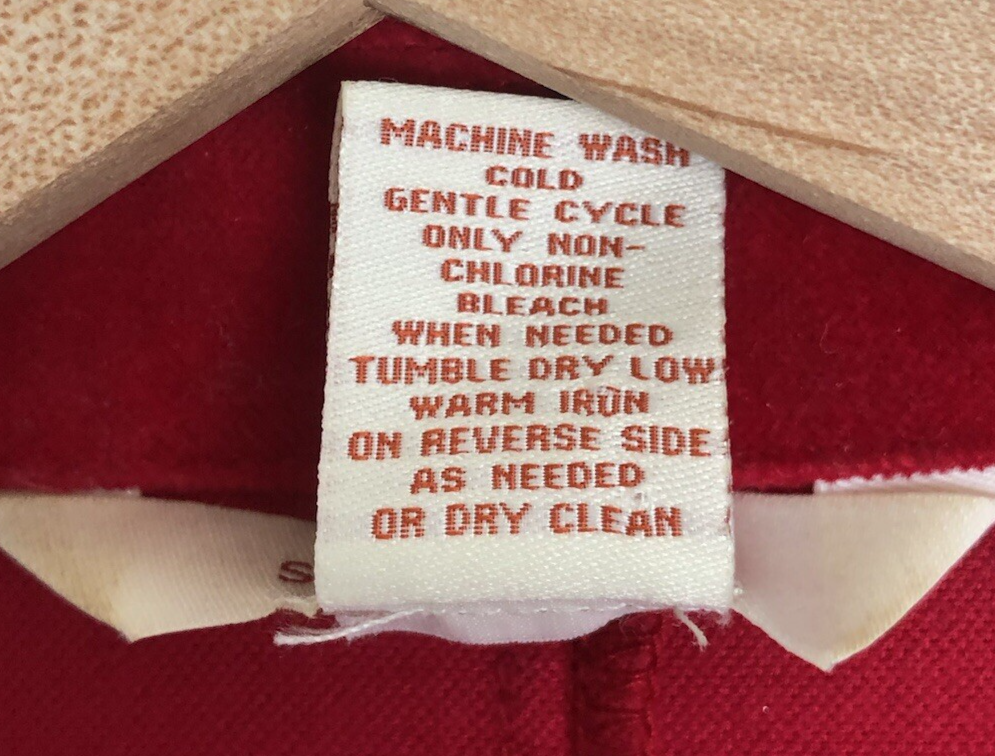 MACHINE WASH
COLD
GENTLE CYCLE
ONLY NON-
CHLORINE
BLEACH
WHEN NEEDED
TUMBLE DRY LOW
WARM IRON
ON REVERSE SIDE
AS NEEDED
OR DRY CLEAN
S